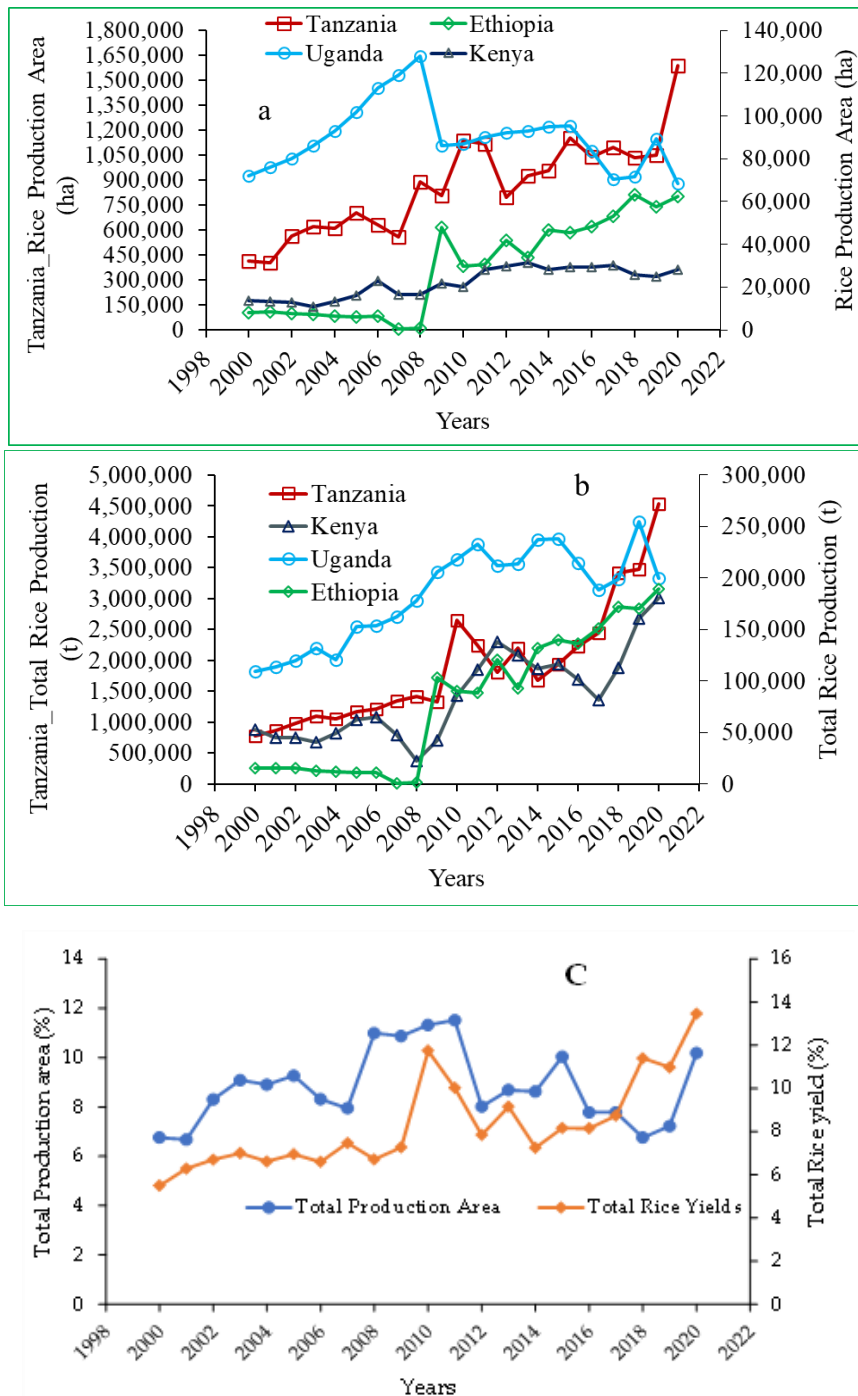 Tanzania Ethiopia
Uganda Kenya
a
Tanzania_Rice Production Area
(ha)
1,800,000
1,650,000
1,500,000
1,350,000
1,200,000
1,050,000
900,000
750,000
600,000
450,000
300,000
150,000
0
140,000
120,000
100,000
80,000
60,000
40,000
20,000
0
Rice Production Area (ha)
1998 2000 2002 2004 2006 2008 2010 2012 2014 2016 2018 2020 2022
Years
b
Tanzania
Kenya
Uganda
Ethiopia
Tanzania_Total Rice Production
(t)
5,000,000
4,500,000
4,000,000
3,500,000
3,000,000
2,500,000
2,000,000
1,500,000
1,000,000
500,000
0
300,000
250,000
200,000
150,000
100,000
50,000
0
Total Rice Production (t)
1998 2000 2002 2004 2006 2008 2010 2012 2014 2016 2018 2020 2022
Years
C
Total Production area (%)
14
12
10
8
6
4
2
0
16
14
12
10
8
6
4
2
0
Total Rice yield (%)
Total Production Area Total Rice Yields
1998 2000 2002 2004 2006 2008 2010 2012 2014 2016 2018 2020 2022
Years